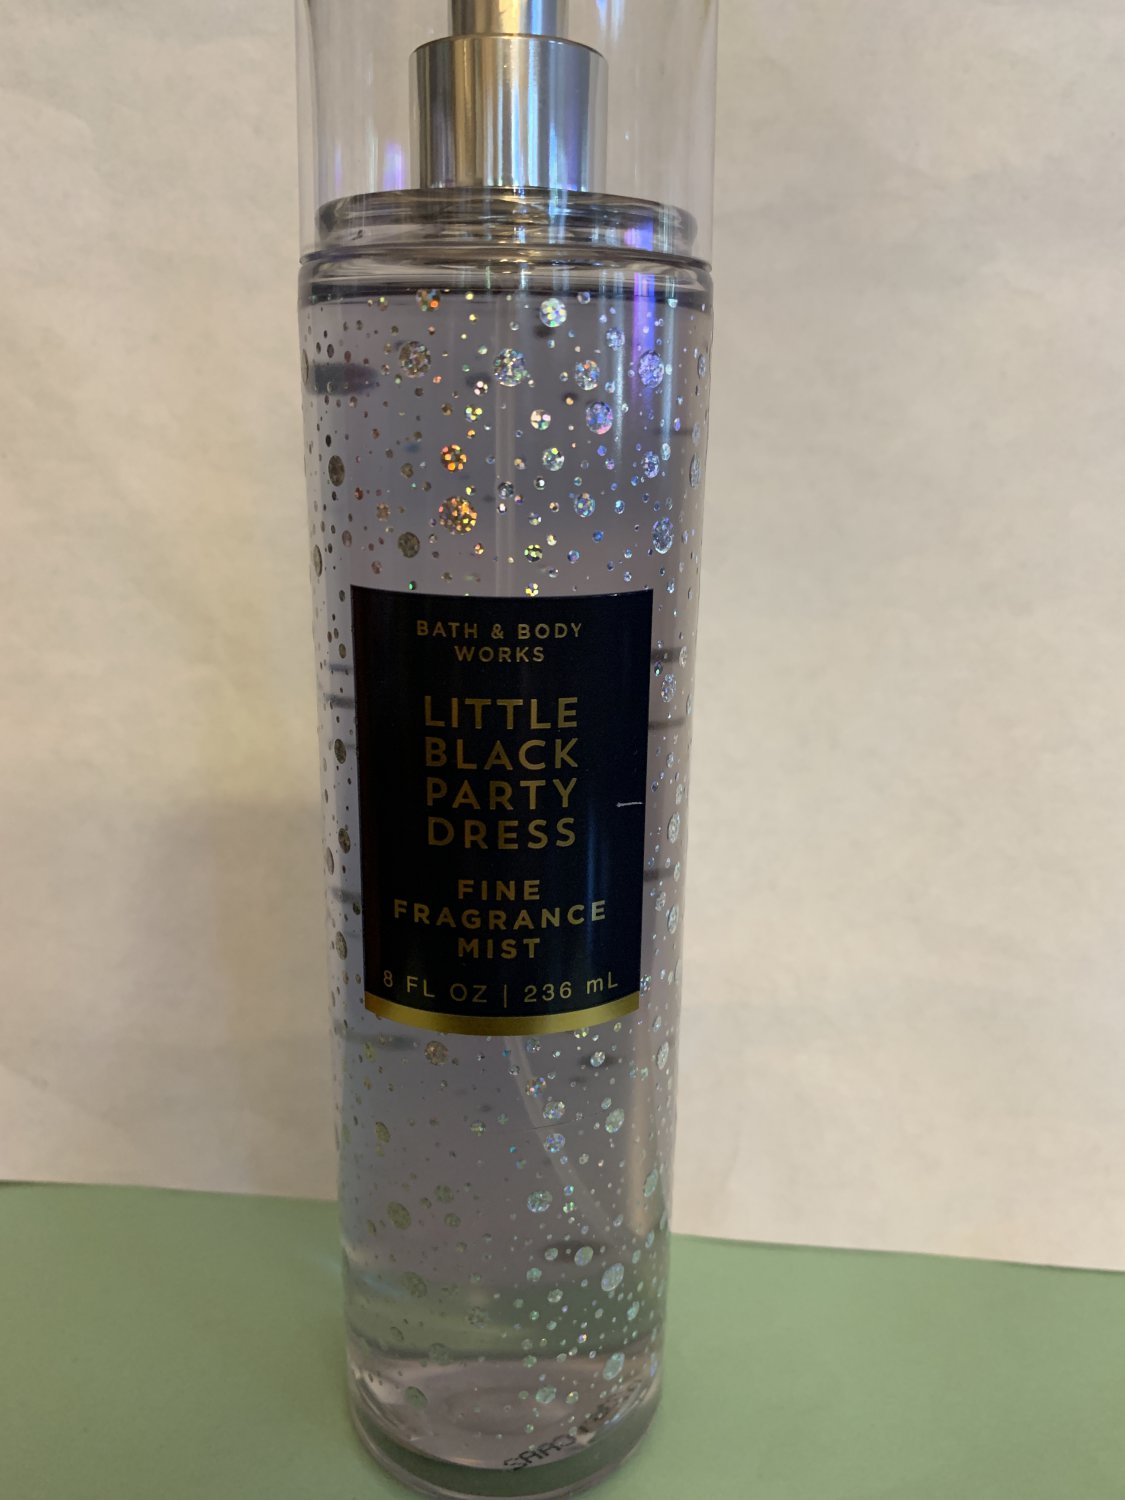 BATH & BODY
WORKS
LITTLE
BLACK
PARTY
DRESS
FINE
FRAGRANCE
MIST
8 FL OZ | 236 mL